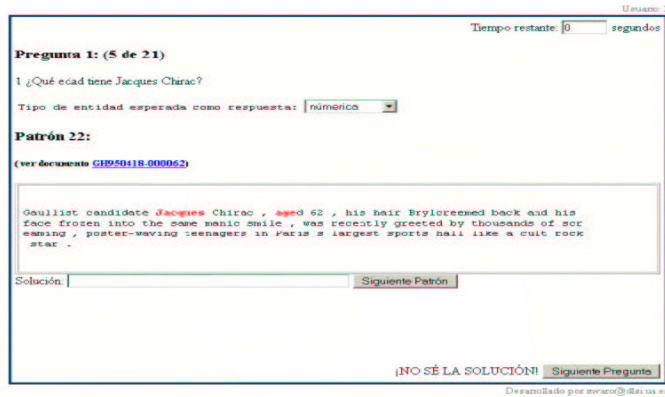 Usuario:
Tiempo restante: 0 segundos
Pregunta 1: (5 de 21)
1 ¿Qué edad tiene Jacques Chirac?
Tipo de entidad esperada como respuesta: númerica
Patrón 22:
(ver documento GH950418-000062)
Gaullist candidate Jacques Chirac , aged 62 , his hair Brylcreemed back and his
face frozen into the same manic smile , was recently greeted by thousands of scr
eaming , poster-waving teenagers in Paris s largest sports hall like a cult rock
star .
Solución: Siguiente Patrón
¡NO SÉ LA SOLUCIÓN! Siguiente Pregunta
Desarrollado por